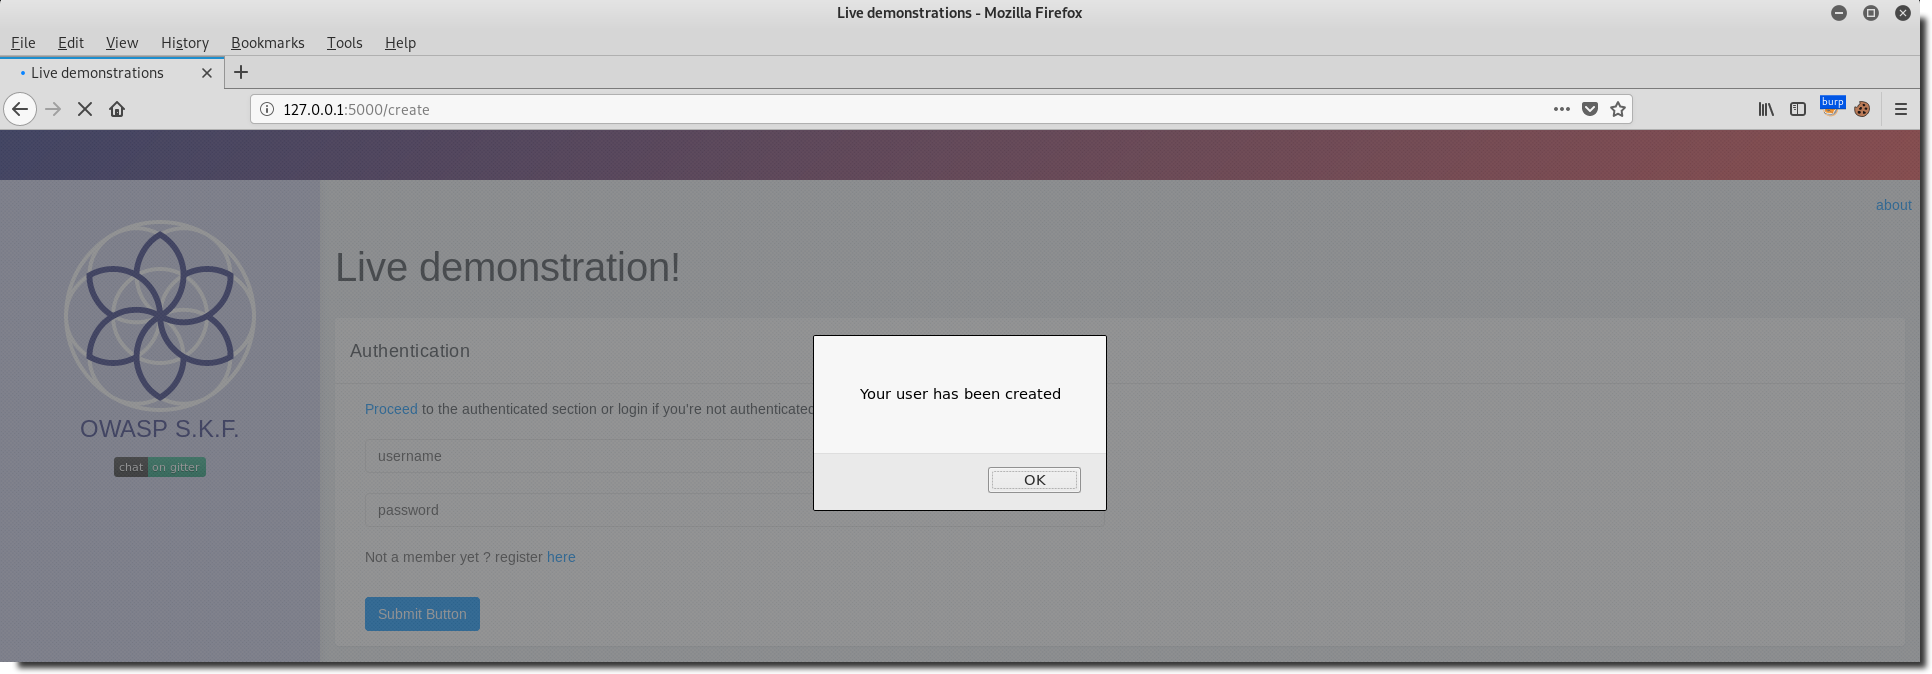 Live demonstrations - Mozilla Firefox
File Edit View History Bookmarks Tools Help
Live demonstrations
127.0.0.1:5000/create
burp
about
Live demonstration!
Authentication
Your user has been created
Proceed to the authenticated section or login if you're not authenticated
OWASP S.K.F.
username
chat on gitter
OK
password
Not a member yet ? register here
Submit Button